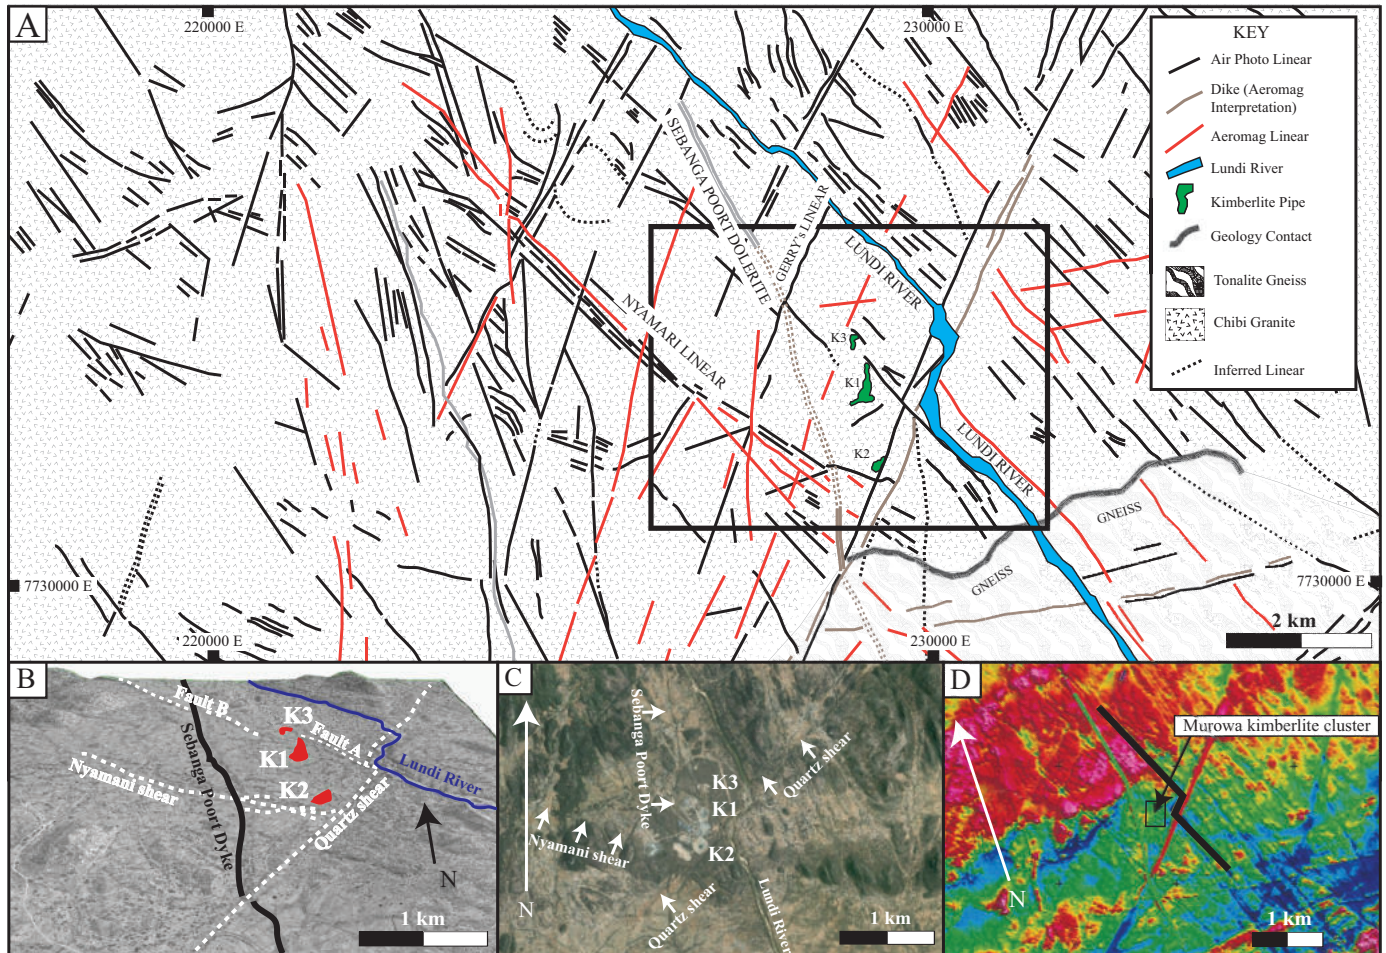 A
220000 E
230000 E
KEY
Air Photo Linear
Dike (Aeromag
Interpretation)
Aeromag Linear
Lundi River
Kimberlite Pipe
Geology Contact
Tonalite Gneiss
Chibi Granite
Inferred Linear
SEBANGA POORT DOLERITE
GERRY's LINEAR
LUNDI RIVER
NYAMARI LINEAR
K3
K1
K2
LUNDI RIVER
GNEISS
GNEISS
7730000 E
7730000 E
220000 E
230000 E
2 km
B
Fault B
K3
Fault A
K1
Nyamani shear
K2
Lundi River
Sebanga Poort Dyke
Quartz shear
N
1 km
C
Sebanga Poort Dyke
Quartz shear
K3
K1
Nyamani shear
K2
Quartz shear
Lundi River
N
1 km
D
Murowa kimberlite cluster
N
1 km